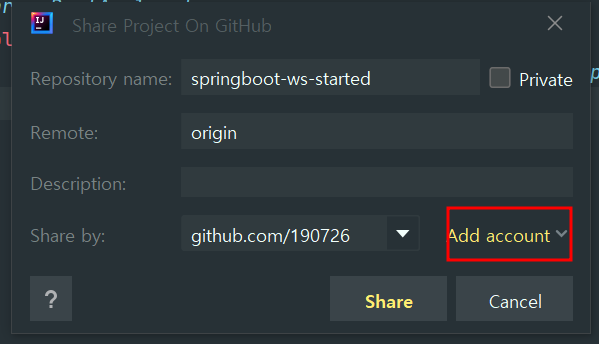 Share Project On GitHub
Repository name: springboot-ws-started Private
Remote: origin
Description:
Share by: github.com/190726 Add account
? Share Cancel